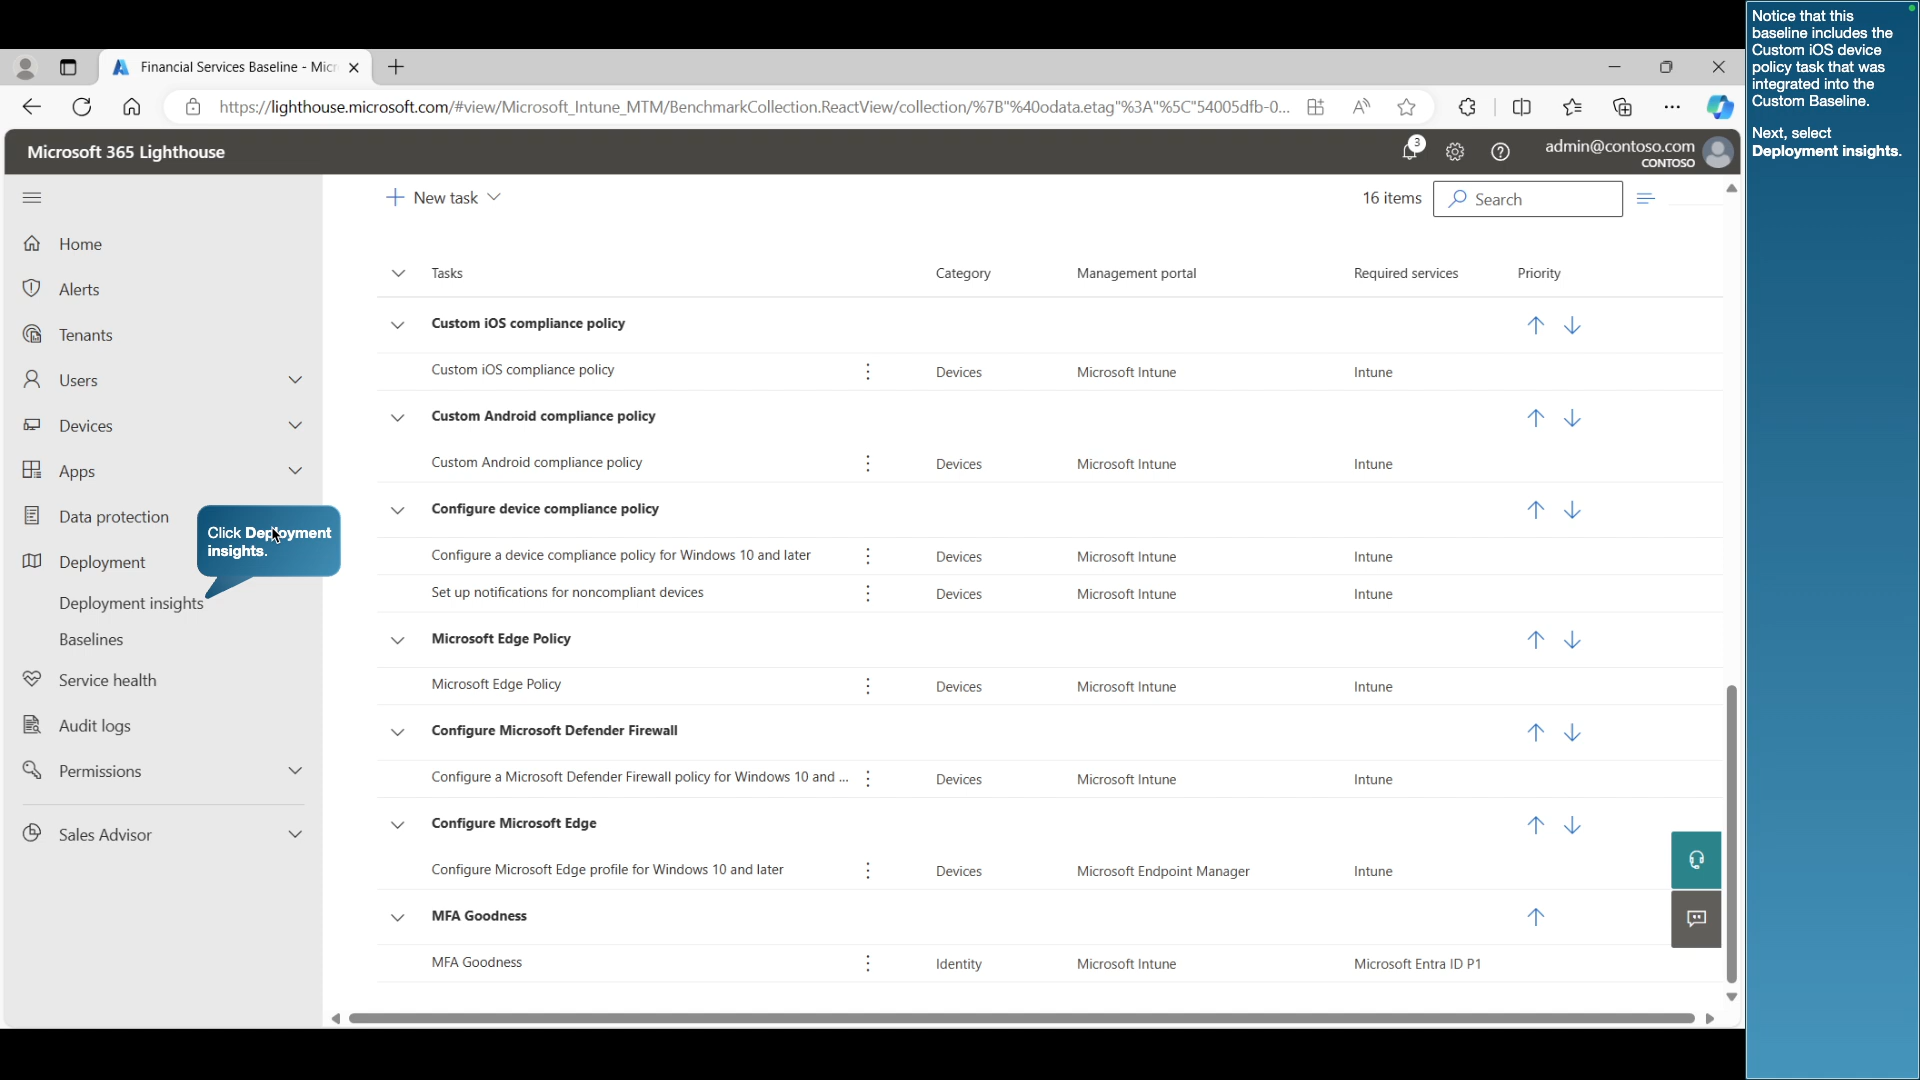 Financial Services Baseline - Micr
https://lighthouse.microsoft.com/#view/Microsoft_Intune_MTM/BenchmarkCollection.ReactView/collection/%7B"%40odata.etag"%3A"%5C"54005dfb-0...
Microsoft 365 Lighthouse
3
admin@contoso.com
CONTOSO
New task
16 items
Search
Home
Alerts
Tenants
Users
Devices
Apps
Data protection
Deployment
Deployment insights
Baselines
Service health
Audit logs
Permissions
Sales Advisor
Click Deployment
insights.
Tasks Category Management portal Required services Priority
Custom iOS compliance policy
Custom iOS compliance policy Devices Microsoft Intune Intune
Custom Android compliance policy
Custom Android compliance policy Devices Microsoft Intune Intune
Configure device compliance policy
Configure a device compliance policy for Windows 10 and later Devices Microsoft Intune Intune
Set up notifications for noncompliant devices Devices Microsoft Intune Intune
Microsoft Edge Policy
Microsoft Edge Policy Devices Microsoft Intune Intune
Configure Microsoft Defender Firewall
Configure a Microsoft Defender Firewall policy for Windows 10 and ... Devices Microsoft Intune Intune
Configure Microsoft Edge
Configure Microsoft Edge profile for Windows 10 and later Devices Microsoft Endpoint Manager Intune
MFA Goodness
MFA Goodness Identity Microsoft Intune Microsoft Entra ID P1
Notice that this
baseline includes the
Custom iOS device
policy task that was
integrated into the
Custom Baseline.
Next, select
Deployment insights.